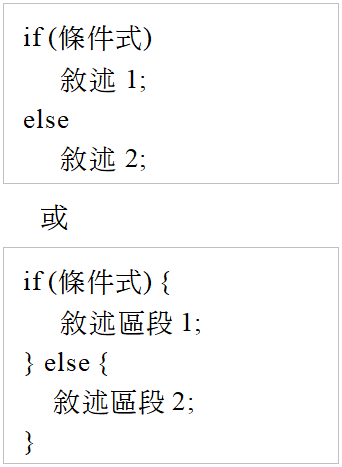 if (條件式)
敘述 1;
else
敘述 2;
或
if (條件式) {
敘述區段 1;
} else {
敘述區段 2;
}